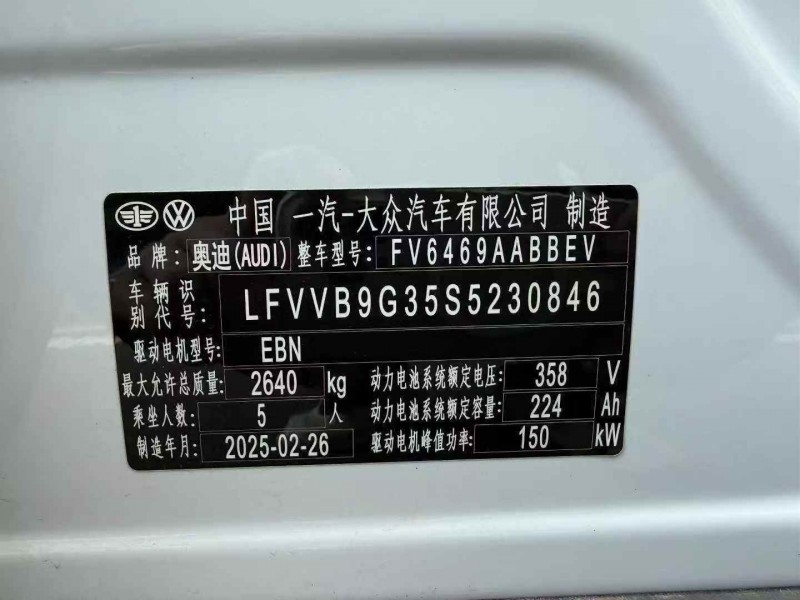 中国 一汽-大众汽车有限公司 制造
品牌: 奥迪(AUDI) 整车型号: FV6469AABBEV
车辆识别代号: LFVVB9G35S5230846
驱动电机型号: EBN
最大允许总质量: 2640 kg 动力电池系统额定电压: 358 V
乘坐人数: 5 人 动力电池系统额定容量: 224 Ah
制造年月: 2025-02-26 驱动电机峰值功率: 150 kW